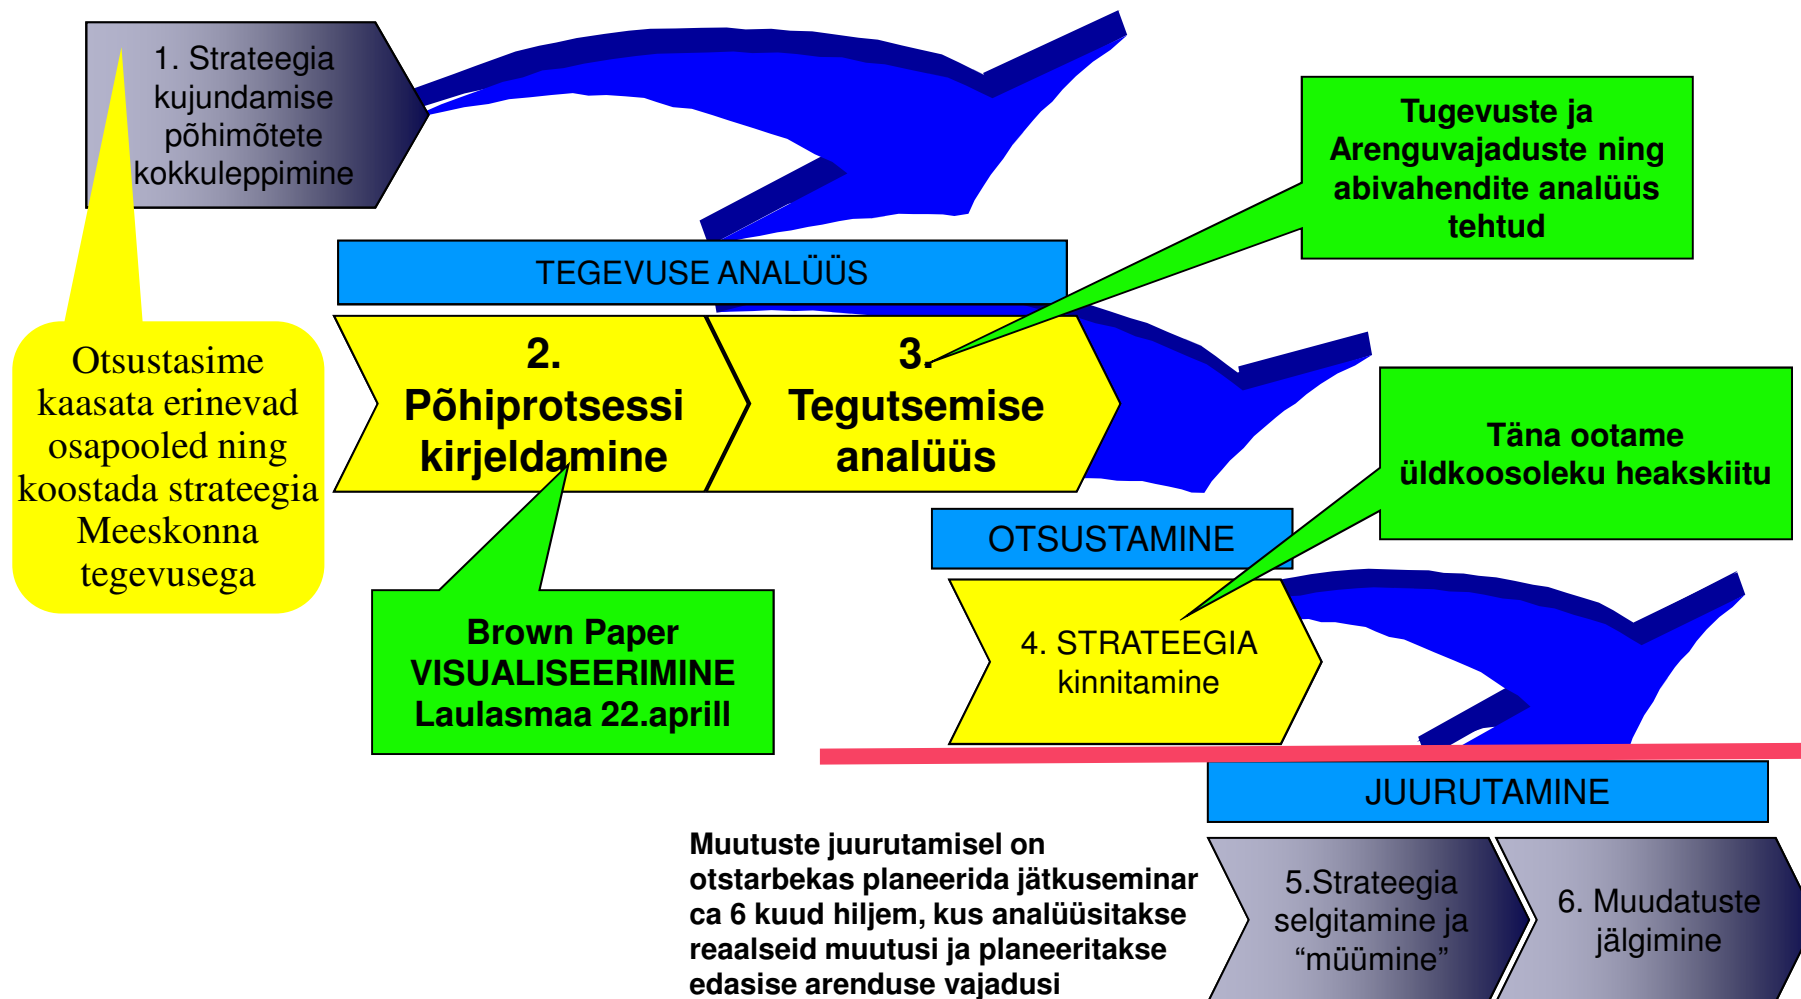 1. Strateegia
kujundamise
põhimõtete
kokkuleppimine
Tugevuste ja
Arenguvajaduste ning
abivahendite analüüs
tehtud
TEGEVUSE ANALÜÜS
Otsustasime
kaasata erinevad
osapooled ning
koostada strateegia
Meeskonna
tegevusega
2.
Põhiprotsessi
kirjeldamine
3.
Tegutsemise
analüüs
Täna ootame
üldkoosoleku heakskiitu
OTSUSTAMINE
Brown Paper
VISUALISEERIMINE
Laulasmaa 22.aprill
4. STRATEEGIA
kinnitamine
JUURUTAMINE
Muutuste juurutamisel on
otstarbekas planeerida jätkuseminar
ca 6 kuud hiljem, kus analüüsitakse
reaalseid muutusi ja planeeritakse
edasise arenduse vajadusi
5.Strateegia
selgitamine ja
“müümine”
6. Muudatuste
jälgimine